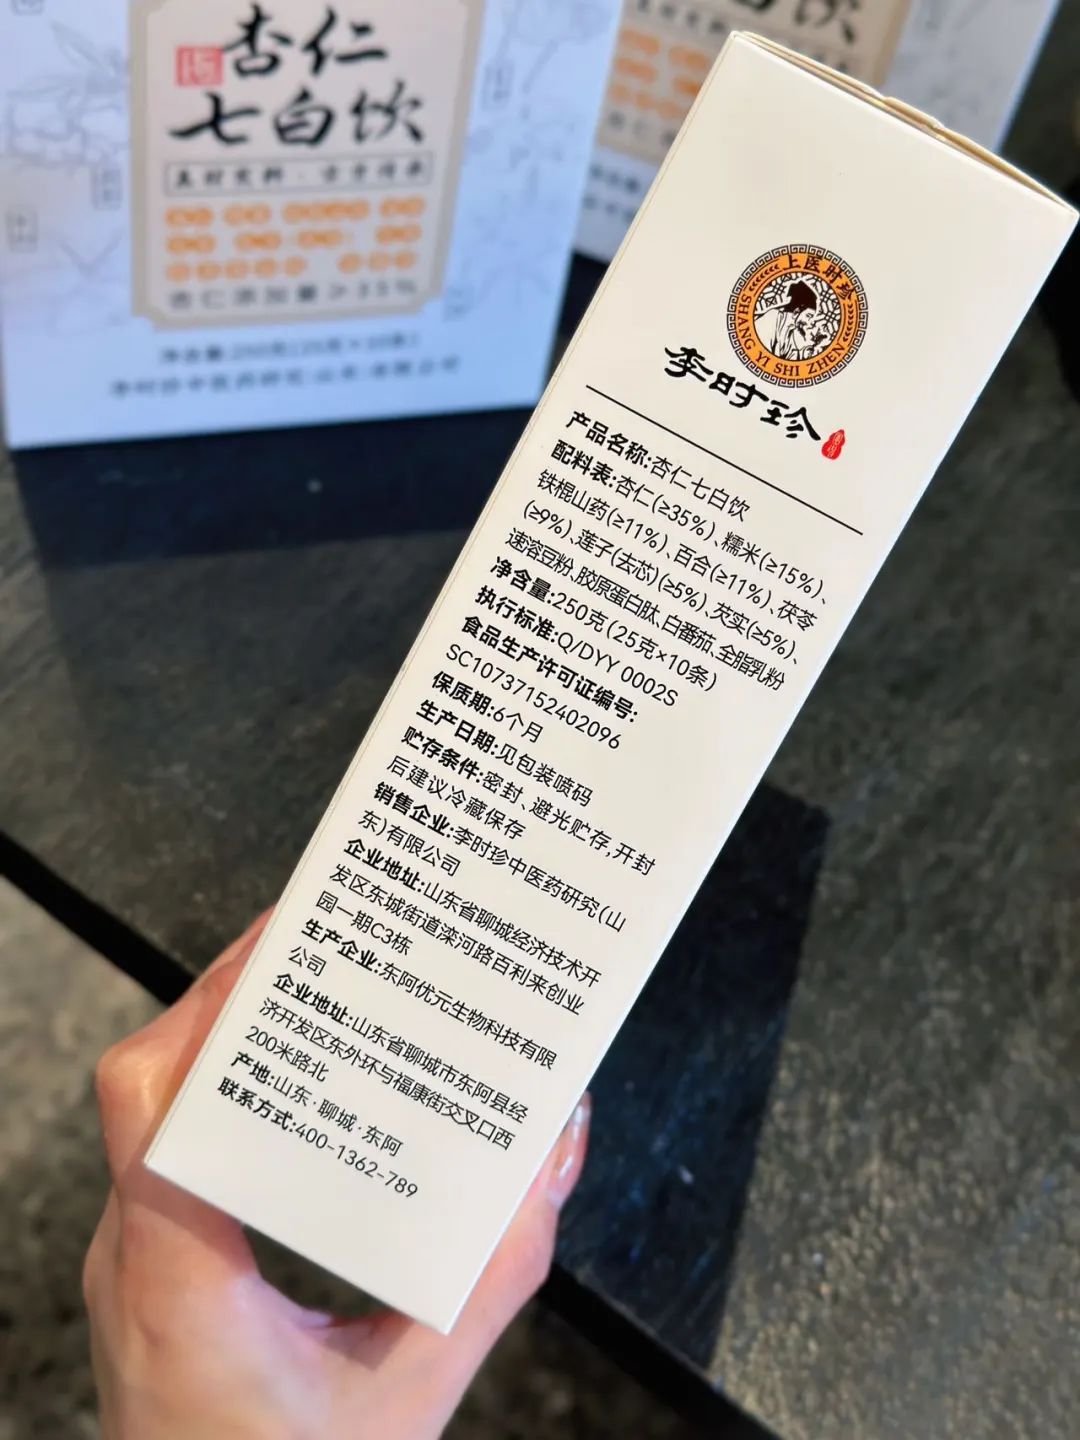 杏仁
七白饮
杏仁添加量≥35%
净含量:250克(25克×10条)
上医时珍
SHANG YI SHI ZHEN
李时珍
产品名称:杏仁七白饮
配料表:杏仁(≥35%)、糯米(≥15%)、
铁棍山药(≥11%)、百合(≥11%)、茯苓
(≥9%)、莲子(去芯)(≥5%)、芡实(≥5%)、
速溶豆粉、胶原蛋白肽、白番茄、全脂乳粉
净含量:250克(25克×10条)
执行标准:Q/DYY 0002S
食品生产许可证编号:
SC10737152402096
保质期:6个月
生产日期:见包装喷码
贮存条件:密封、避光贮存,开封
后建议冷藏保存
销售企业:李时珍中医药研究(山
东)有限公司
企业地址:山东省聊城经济技术开
发区东城街道滦河路百利来创业
园一期C3栋
生产企业:东阿优元生物科技有限
公司
企业地址:山东省聊城市东阿县经
济开发区东外环与福康街交叉口西
200米路北
产地:山东·聊城·东阿
联系方式:400-1362-789